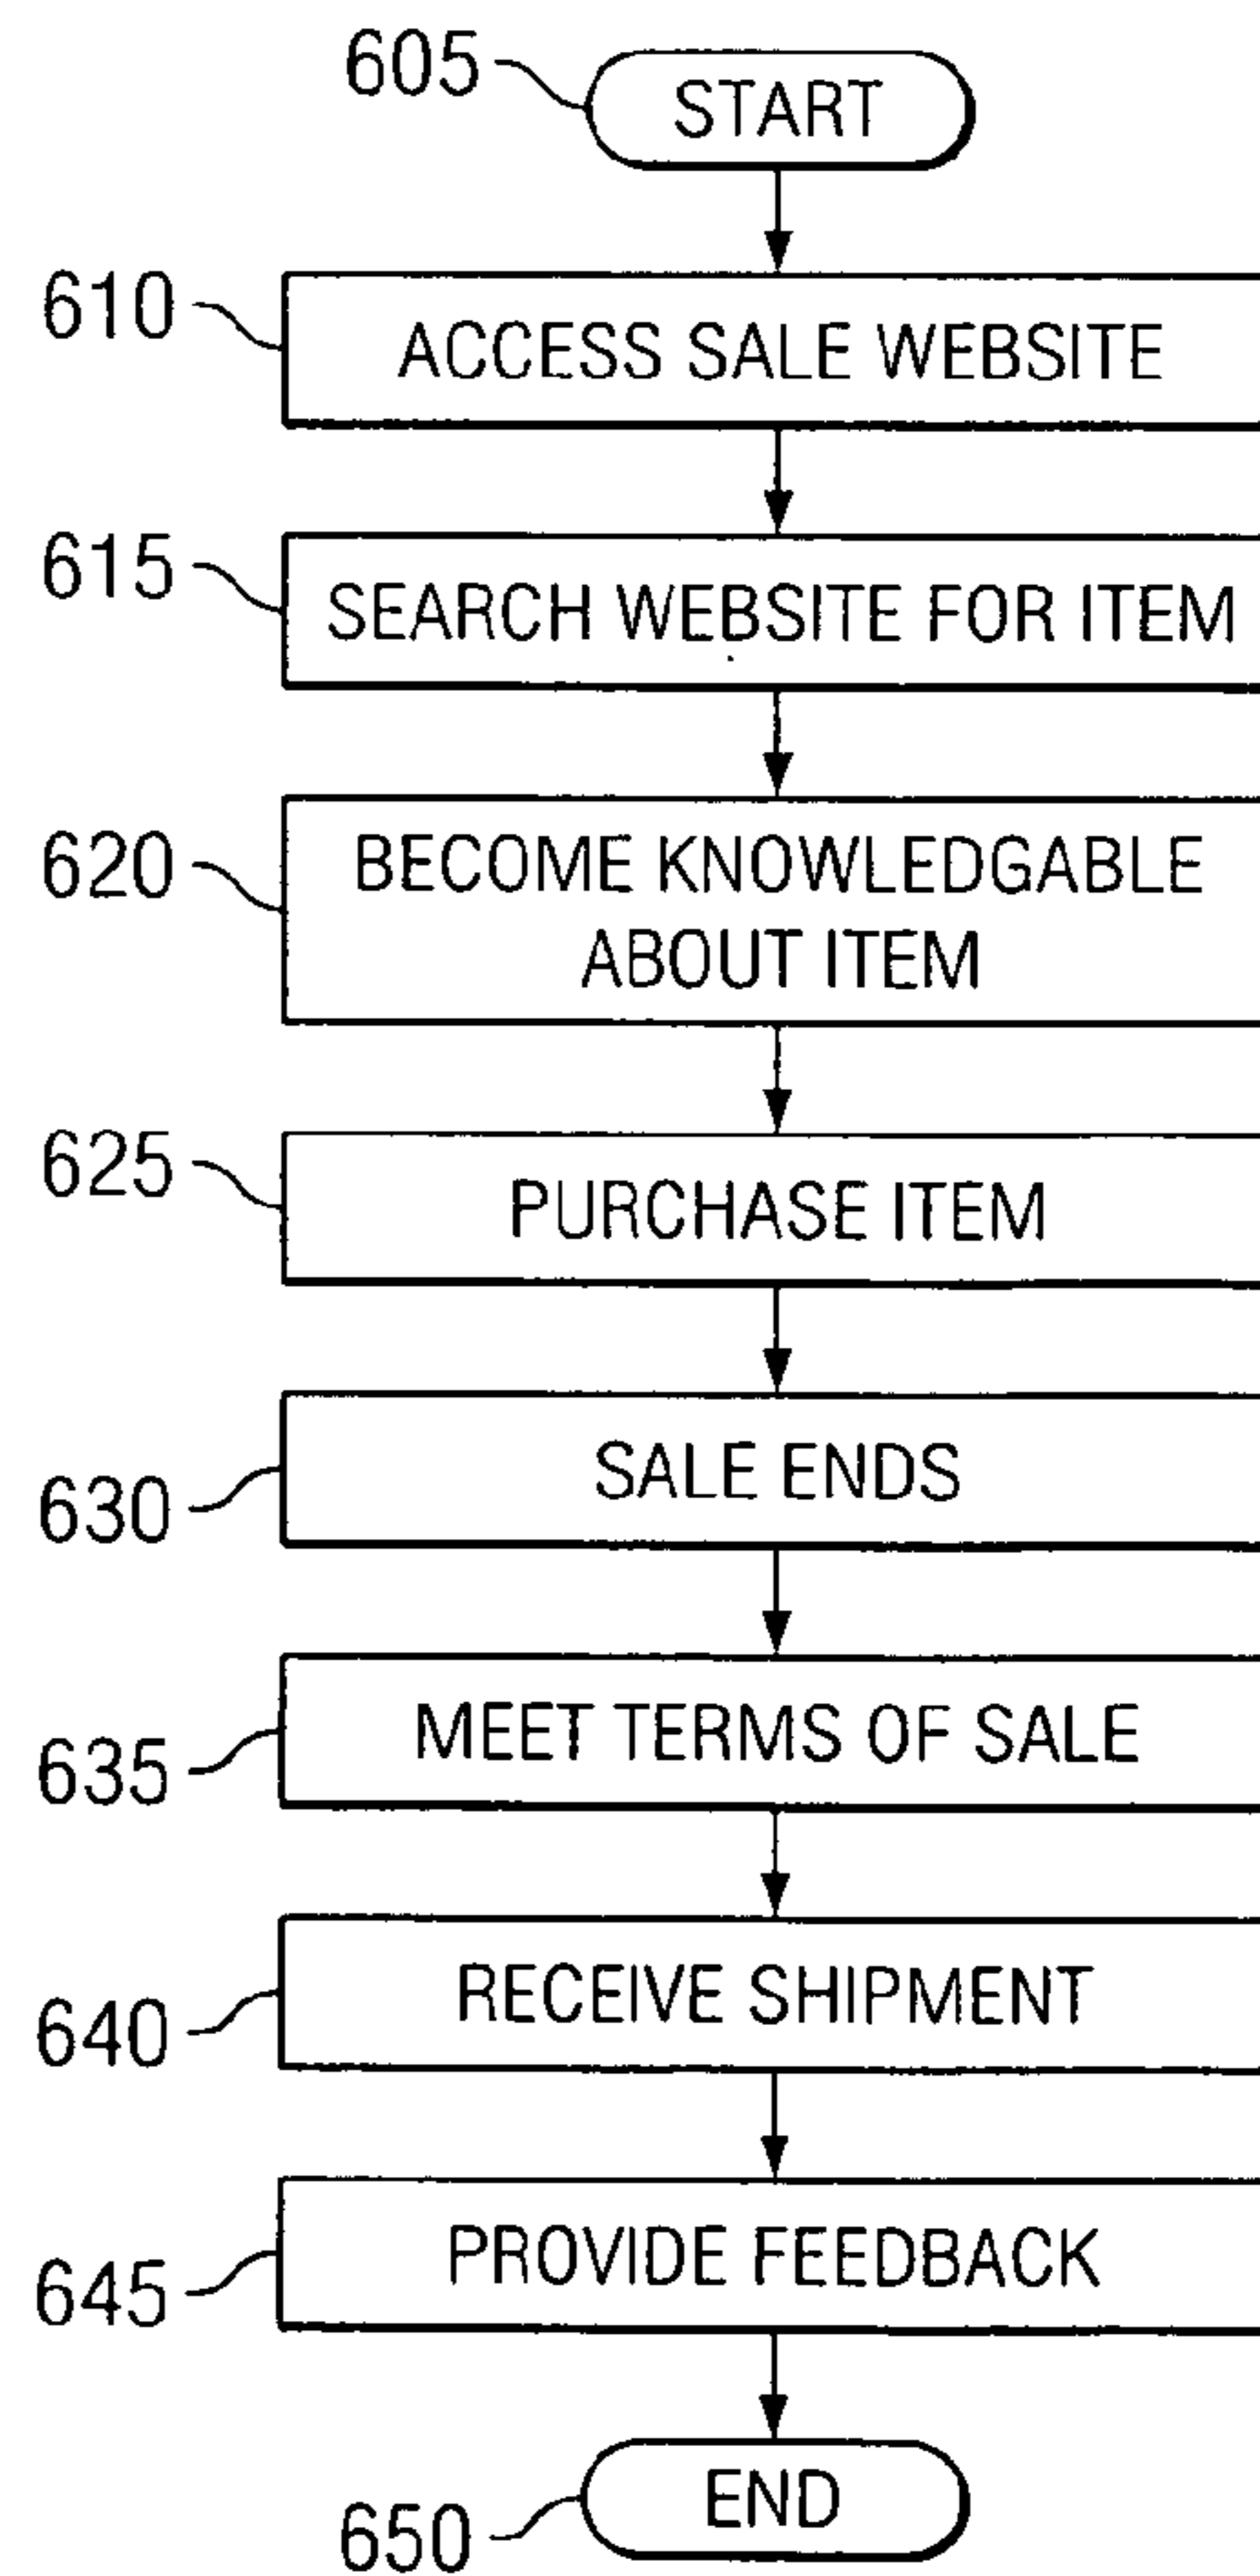 605
START
610
ACCESS SALE WEBSITE
615
SEARCH WEBSITE FOR ITEM
620
BECOME KNOWLEDGABLE
ABOUT ITEM
625
PURCHASE ITEM
630
SALE ENDS
635
MEET TERMS OF SALE
640
RECEIVE SHIPMENT
645
PROVIDE FEEDBACK
650
END